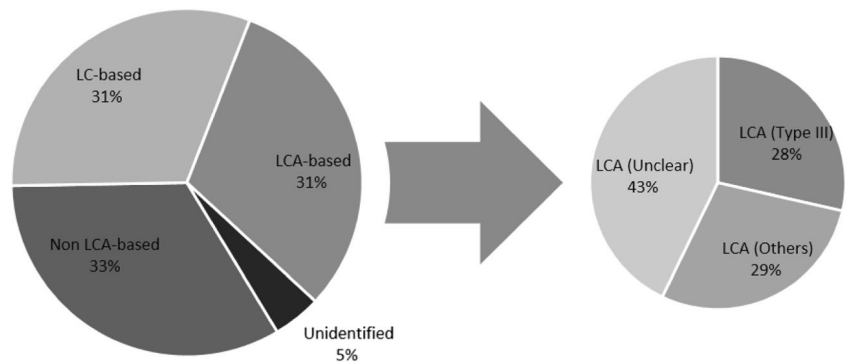 LC-based
31%
LCA-based
31%
Non LCA-based
33%
Unidentified
5%
LCA (Unclear)
43%
LCA (Type III)
28%
LCA (Others)
29%